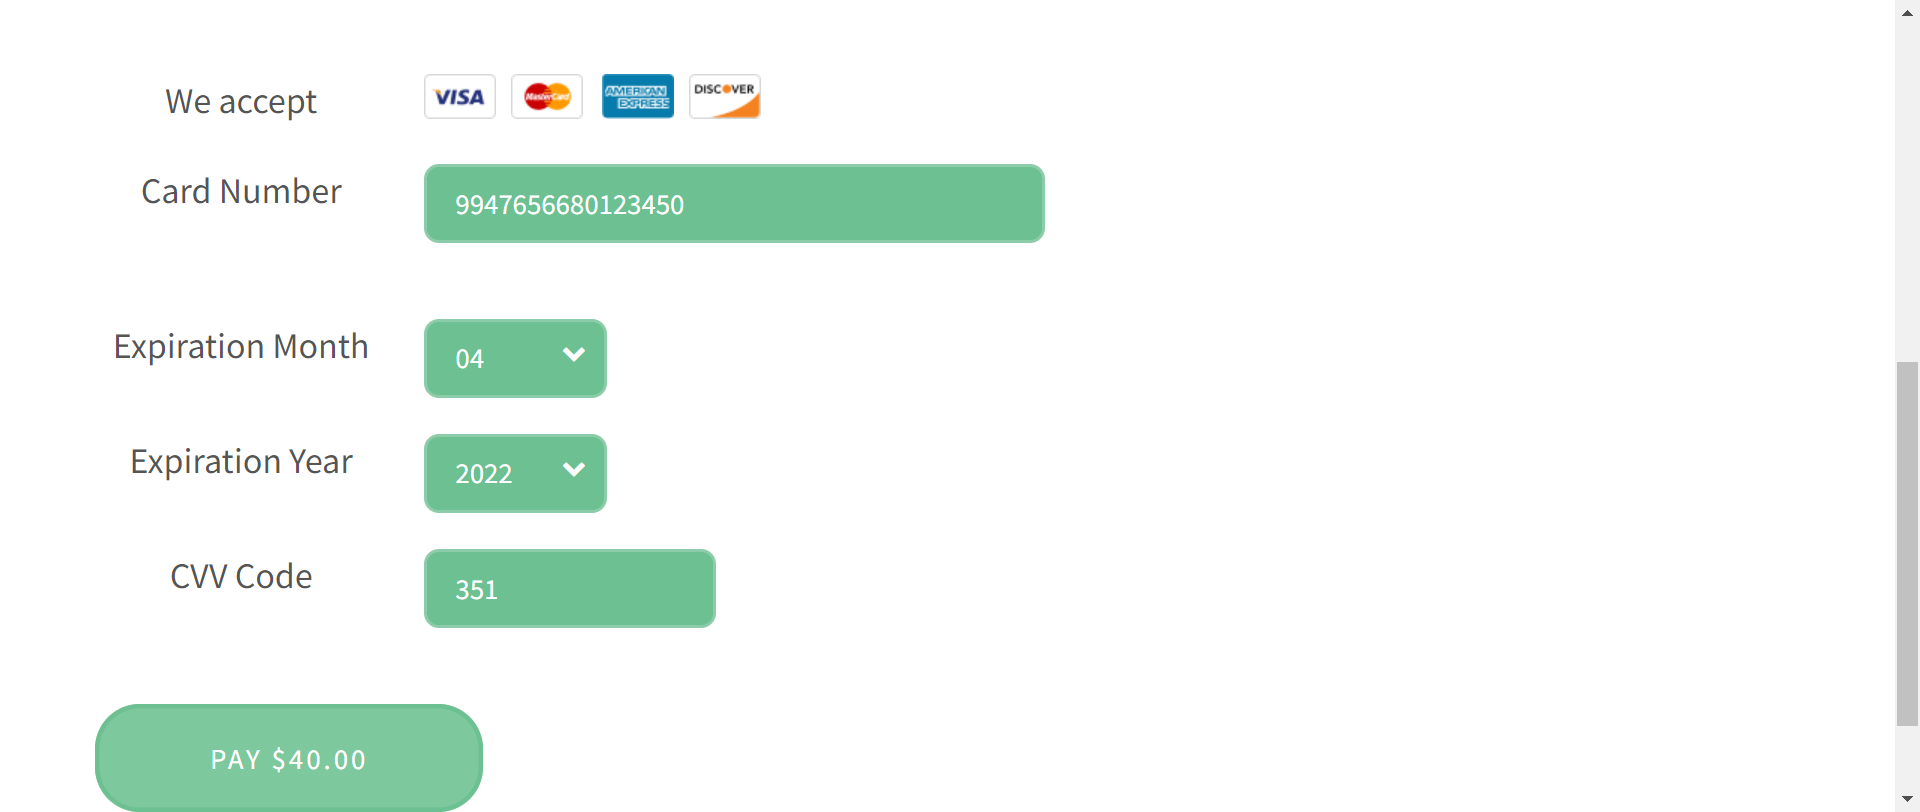 We accept VISA MasterCard AMERICAN EXPRESS DISCOVER
Card Number 9947656680123450
Expiration Month 04
Expiration Year 2022
CVV Code 351
PAY $40.00